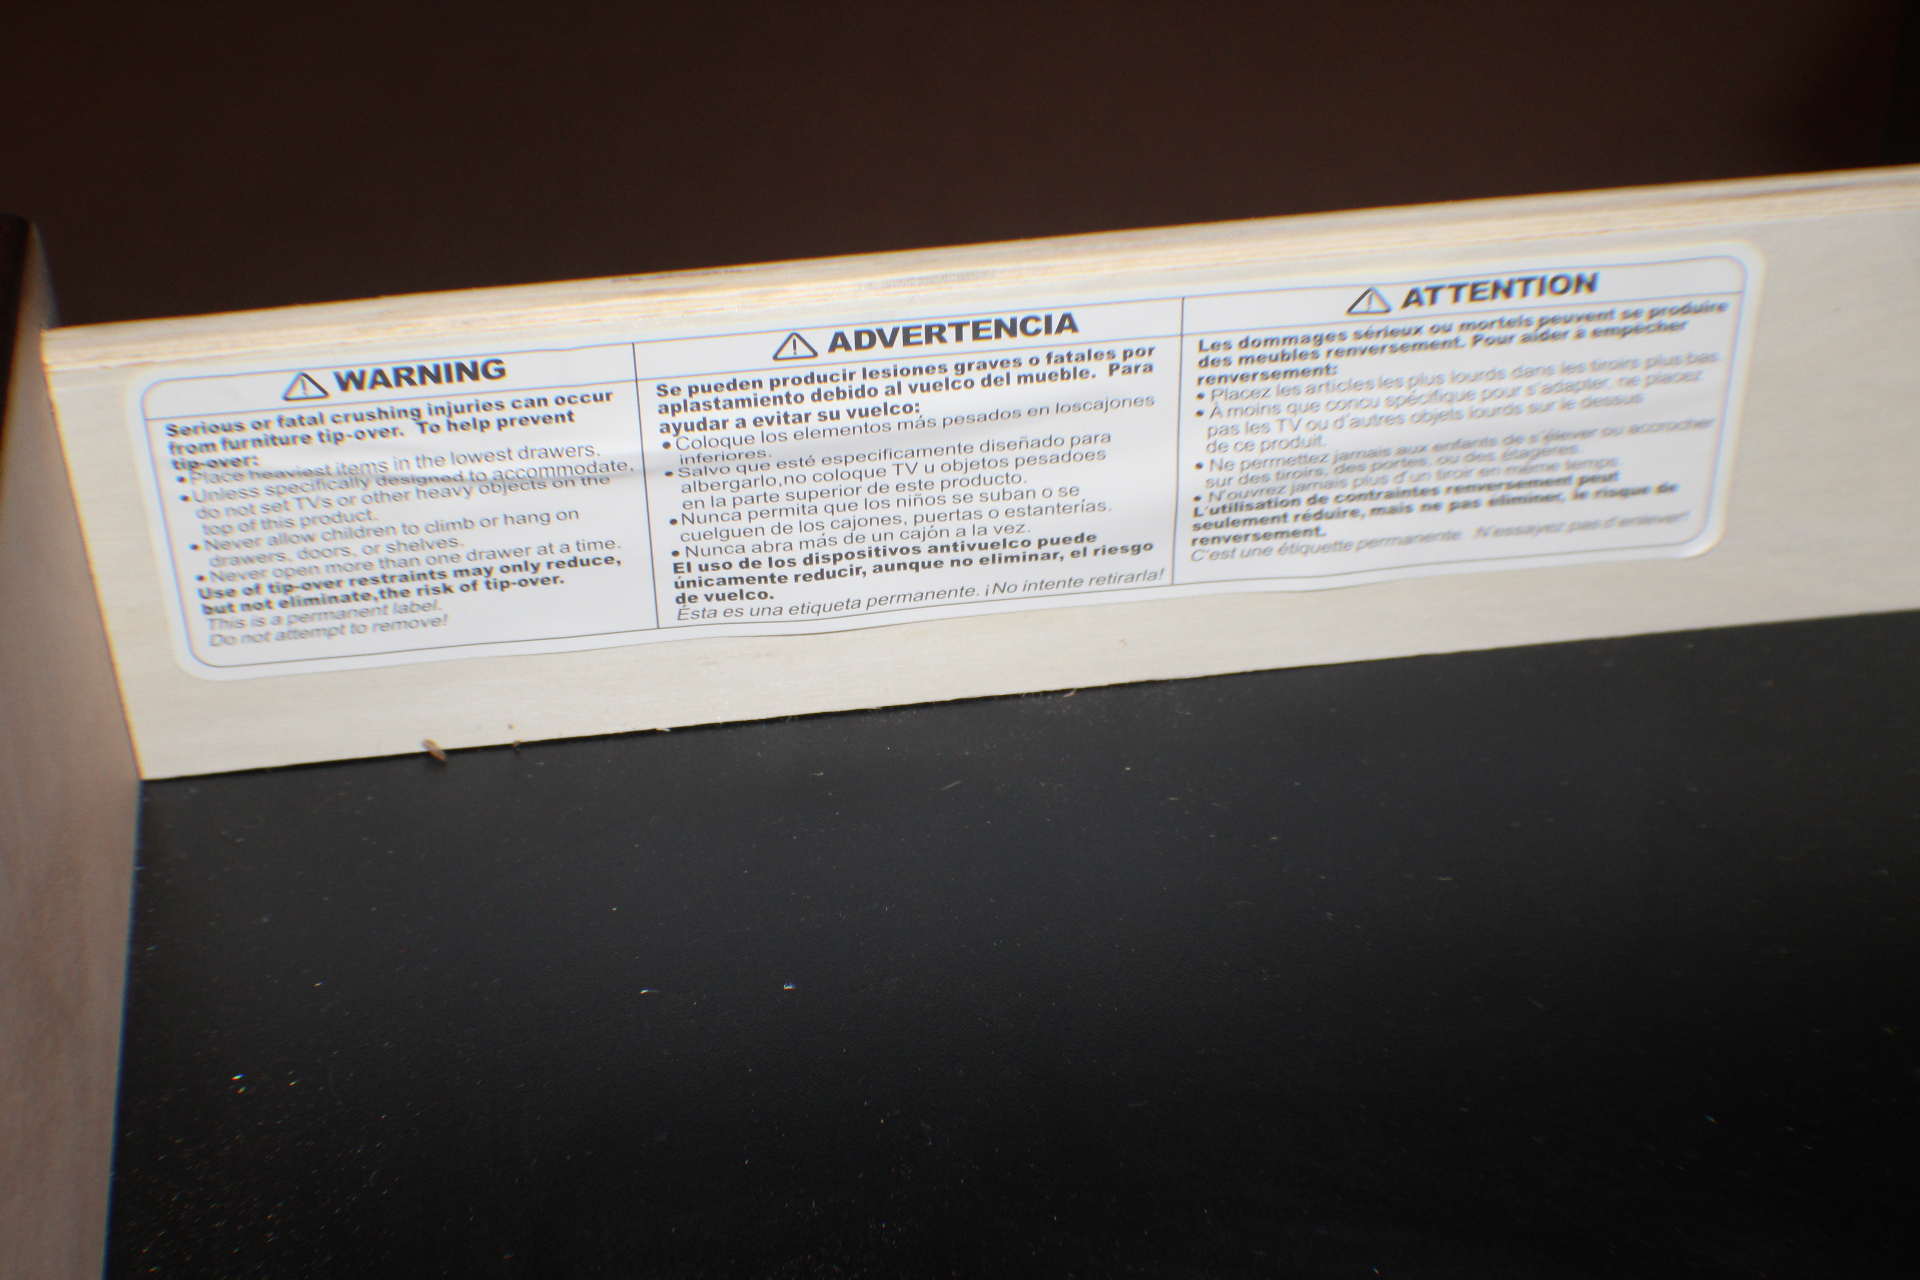 WARNING
Serious or fatal crushing injuries can occur
from furniture tip-over. To help prevent
tip-over:
• Place heaviest items in the lowest drawers.
• Unless specifically designed to accommodate,
do not set TVs or other heavy objects on the
top of this product.
• Never allow children to climb or hang on
drawers, doors, or shelves.
• Never open more than one drawer at a time.
Use of tip-over restraints may only reduce,
but not eliminate,the risk of tip-over.
This is a permanent label.
Do not attempt to remove!
ADVERTENCIA
Se pueden producir lesiones graves o fatales por
aplastamiento debido al vuelco del mueble. Para
ayudar a evitar su vuelco:
• Coloque los elementos más pesados en loscajones
inferiores.
• Salvo que esté especificamente diseñado para
albergarlo,no coloque TV u objetos pesadoes
en la parte superior de este producto.
• Nunca permita que los niños se suban o se
cuelguen de los cajones, puertas o estanterías.
• Nunca abra más de un cajón a la vez.
El uso de los dispositivos antivuelco puede
únicamente reducir, aunque no eliminar, el riesgo
de vuelco.
Ésta es una etiqueta permanente. ¡No intente retirarla!
ATTENTION
Les dommages sérieux ou mortels peuvent se produire
des meubles renversement. Pour aider à empêcher
renversement:
• Placez les articles les plus lourds dans les tiroirs plus bas.
• À moins que concu spécifique pour s'adapter, ne placez
pas les TV ou d'autres objets lourds sur le dessus
de ce produit.
• Ne permettez jamais aux enfants de s'élever ou accrocher
sur des tiroirs, des portes, ou des étagères.
• N'ouvrez jamais plus d'un tiroir en même temps.
L'utilisation de contraintes renversement peut
seulement réduire, mais ne pas éliminer, le risque de
renversement.
C'est une étiquette permanente. N'essayez pas d'enlever!